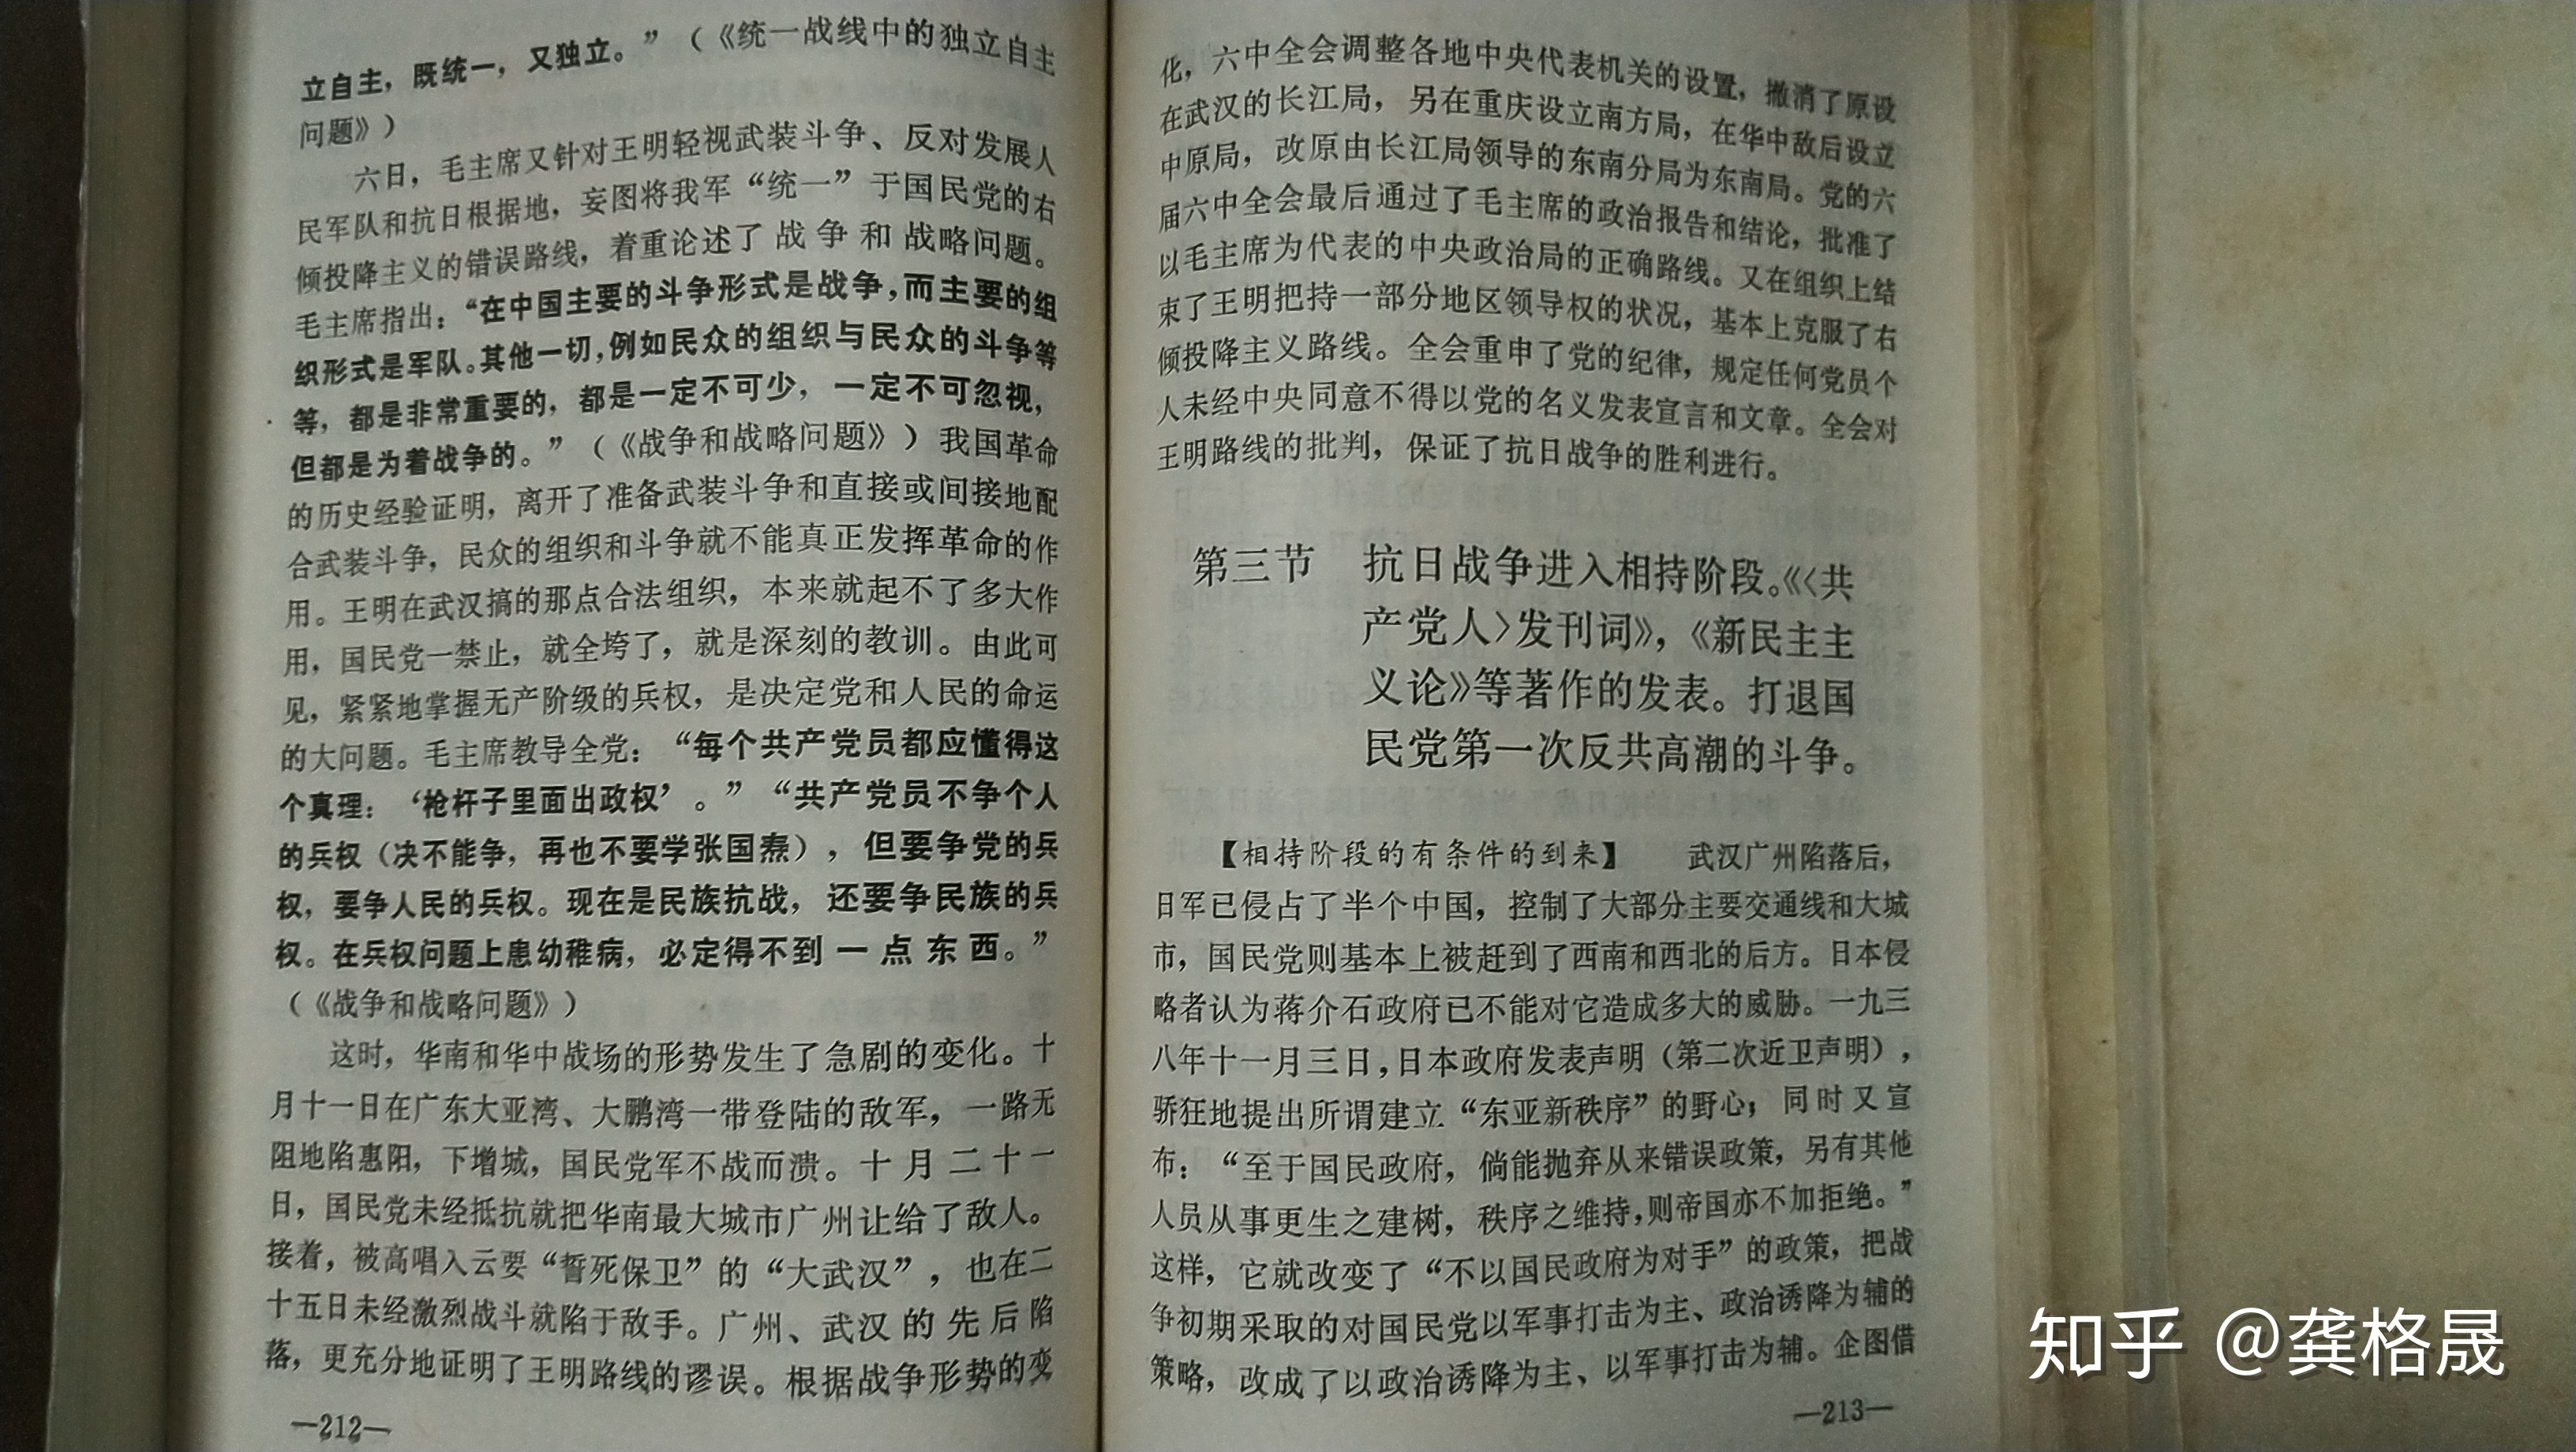 立自主，既统一，又独立。”（《统一战线中的独立自主
问题》）
六日，毛主席又针对王明轻视武装斗争、反对发展人
民军队和抗日根据地，妄图将我军“统一”于国民党的右
倾投降主义的错误路线，着重论述了战争和战略问题。
毛主席指出：“在中国主要的斗争形式是战争，而主要的组
织形式是军队。其他一切，例如民众的组织与民众的斗争等
等，都是非常重要的，都是一定不可少，一定不可忽视，
但都是为着战争的。”（《战争和战略问题》）我国革命
的历史经验证明，离开了准备武装斗争和直接或间接地配
合武装斗争，民众的组织和斗争就不能真正发挥革命的作
用。王明在武汉搞的那点合法组织，本来就起不了多大作
用，国民党一禁止，就全垮了，就是深刻的教训。由此可
见，紧紧地掌握无产阶级的兵权，是决定党和人民的命运
的大问题。毛主席教导全党：“每个共产党员都应懂得这
个真理：‘枪杆子里面出政权’。”“共产党员不争个人
的兵权（决不能争，再也不要学张国焘），但要争党的兵
权，要争人民的兵权。现在是民族抗战，还要争民族的兵
权。在兵权问题上患幼稚病，必定得不到一点东西。”
（《战争和战略问题》）
这时，华南和华中战场的形势发生了急剧的变化。十
月十一日在广东大亚湾、大鹏湾一带登陆的敌军，一路无
阻地陷惠阳，下增城，国民党军不战而溃。十月二十一
日，国民党未经抵抗就把华南最大城市广州让给了敌人。
接着，被高唱入云要“誓死保卫”的“大武汉”，也在二
十五日未经激烈战斗就陷于敌手。广州、武汉的先后陷
落，更充分地证明了王明路线的谬误。根据战争形势的变
—212—
化，六中全会调整各地中央代表机关的设置，撤消了原设
在武汉的长江局，另在重庆设立南方局，在华中敌后设立
中原局，改原由长江局领导的东南分局为东南局。党的六
届六中全会最后通过了毛主席的政治报告和结论，批准了
以毛主席为代表的中央政治局的正确路线。又在组织上结
束了王明把持一部分地区领导权的状况，基本上克服了右
倾投降主义路线。全会重申了党的纪律，规定任何党员个
人未经中央同意不得以党的名义发表宣言和文章。全会对
王明路线的批判，保证了抗日战争的胜利进行。
第三节 抗日战争进入相持阶段。《〈共
产党人〉发刊词》，《新民主主
义论》等著作的发表。打退国
民党第一次反共高潮的斗争。
【相持阶段的有条件的到来】 武汉广州陷落后，
日军已侵占了半个中国，控制了大部分主要交通线和大城
市，国民党则基本上被赶到了西南和西北的后方。日本侵
略者认为蒋介石政府已不能对它造成多大的威胁。一九三
八年十一月三日，日本政府发表声明（第二次近卫声明），
骄狂地提出所谓建立“东亚新秩序”的野心；同时又宣
布：“至于国民政府，倘能抛弃从来错误政策，另有其他
人员从事更生之建树，秩序之维持，则帝国亦不加拒绝。”
这样，它就改变了“不以国民政府为对手”的政策，把战
争初期采取的对国民党以军事打击为主、政治诱降为辅的
策略，改成了以政治诱降为主、以军事打击为辅。企图借
—213—
知乎 @龚格晟